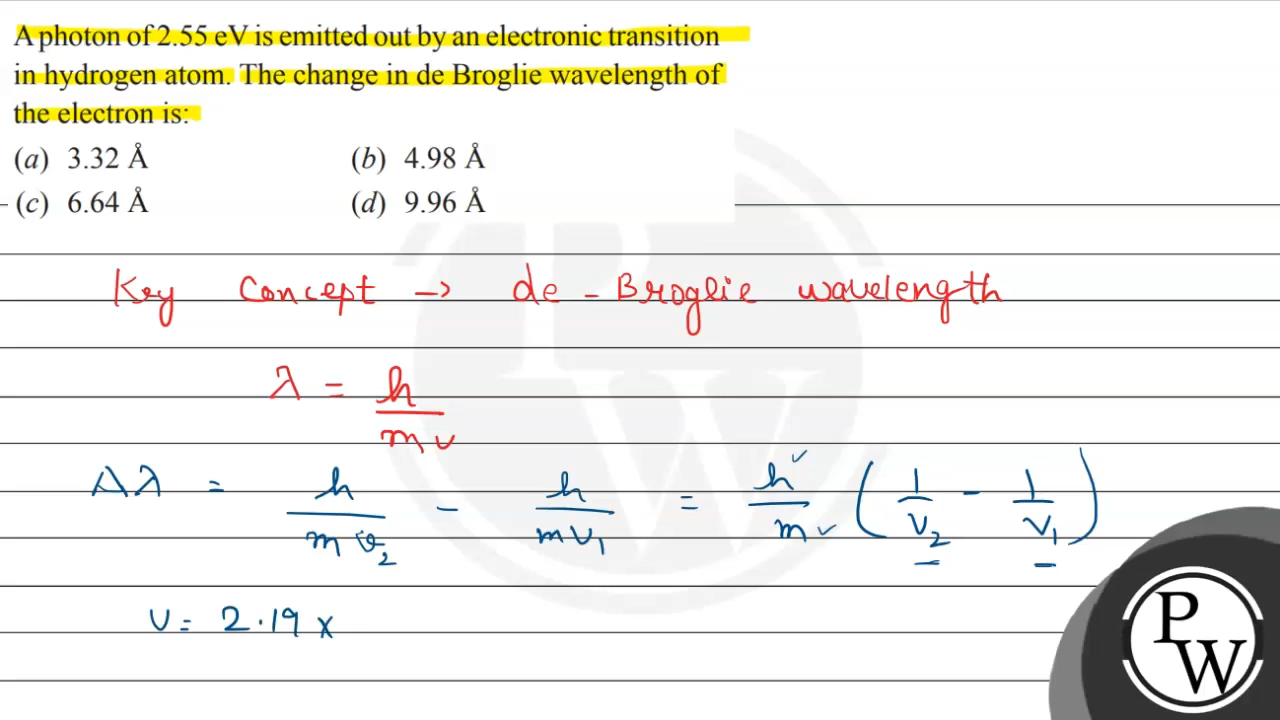 A photon of 2.55 eV is emitted out by an electronic transition
in hydrogen atom. The change in de Broglie wavelength of
the electron is:
(a) 3.32 Å (b) 4.98 Å
(c) 6.64 Å (d) 9.96 Å
Key Concept → de-Broglie wavelength
λ = h/mv
Δλ = h/mv₂ - h/mv₁ = h/m (1/v₂ - 1/v₁)
v = 2.19 x
PW